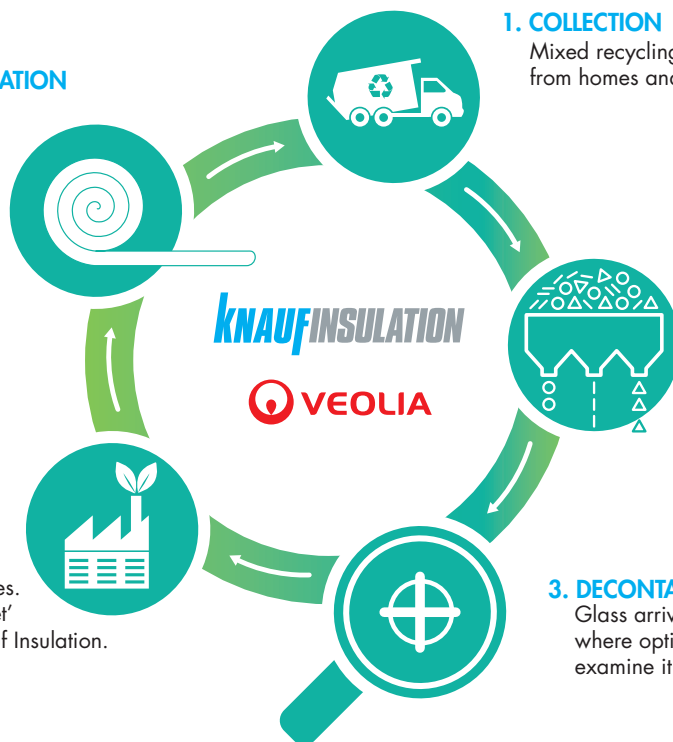 1. COLLECTION
Mixed recycling
from homes and
ATION
KNAUFINSULATION
VEOLIA
3. DECONTA
Glass arriv
where opti
examine it
es.
et’
f Insulation.